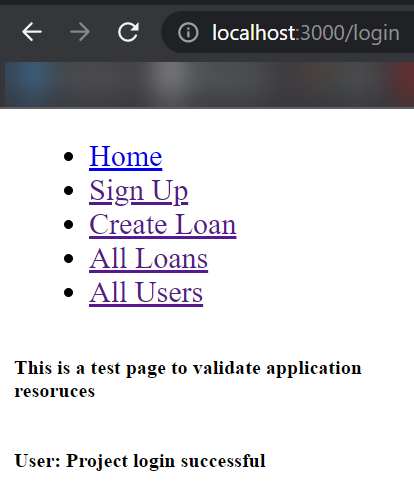 localhost:3000/login
Home
Sign Up
Create Loan
All Loans
All Users
This is a test page to validate application
resoruces
User: Project login successful